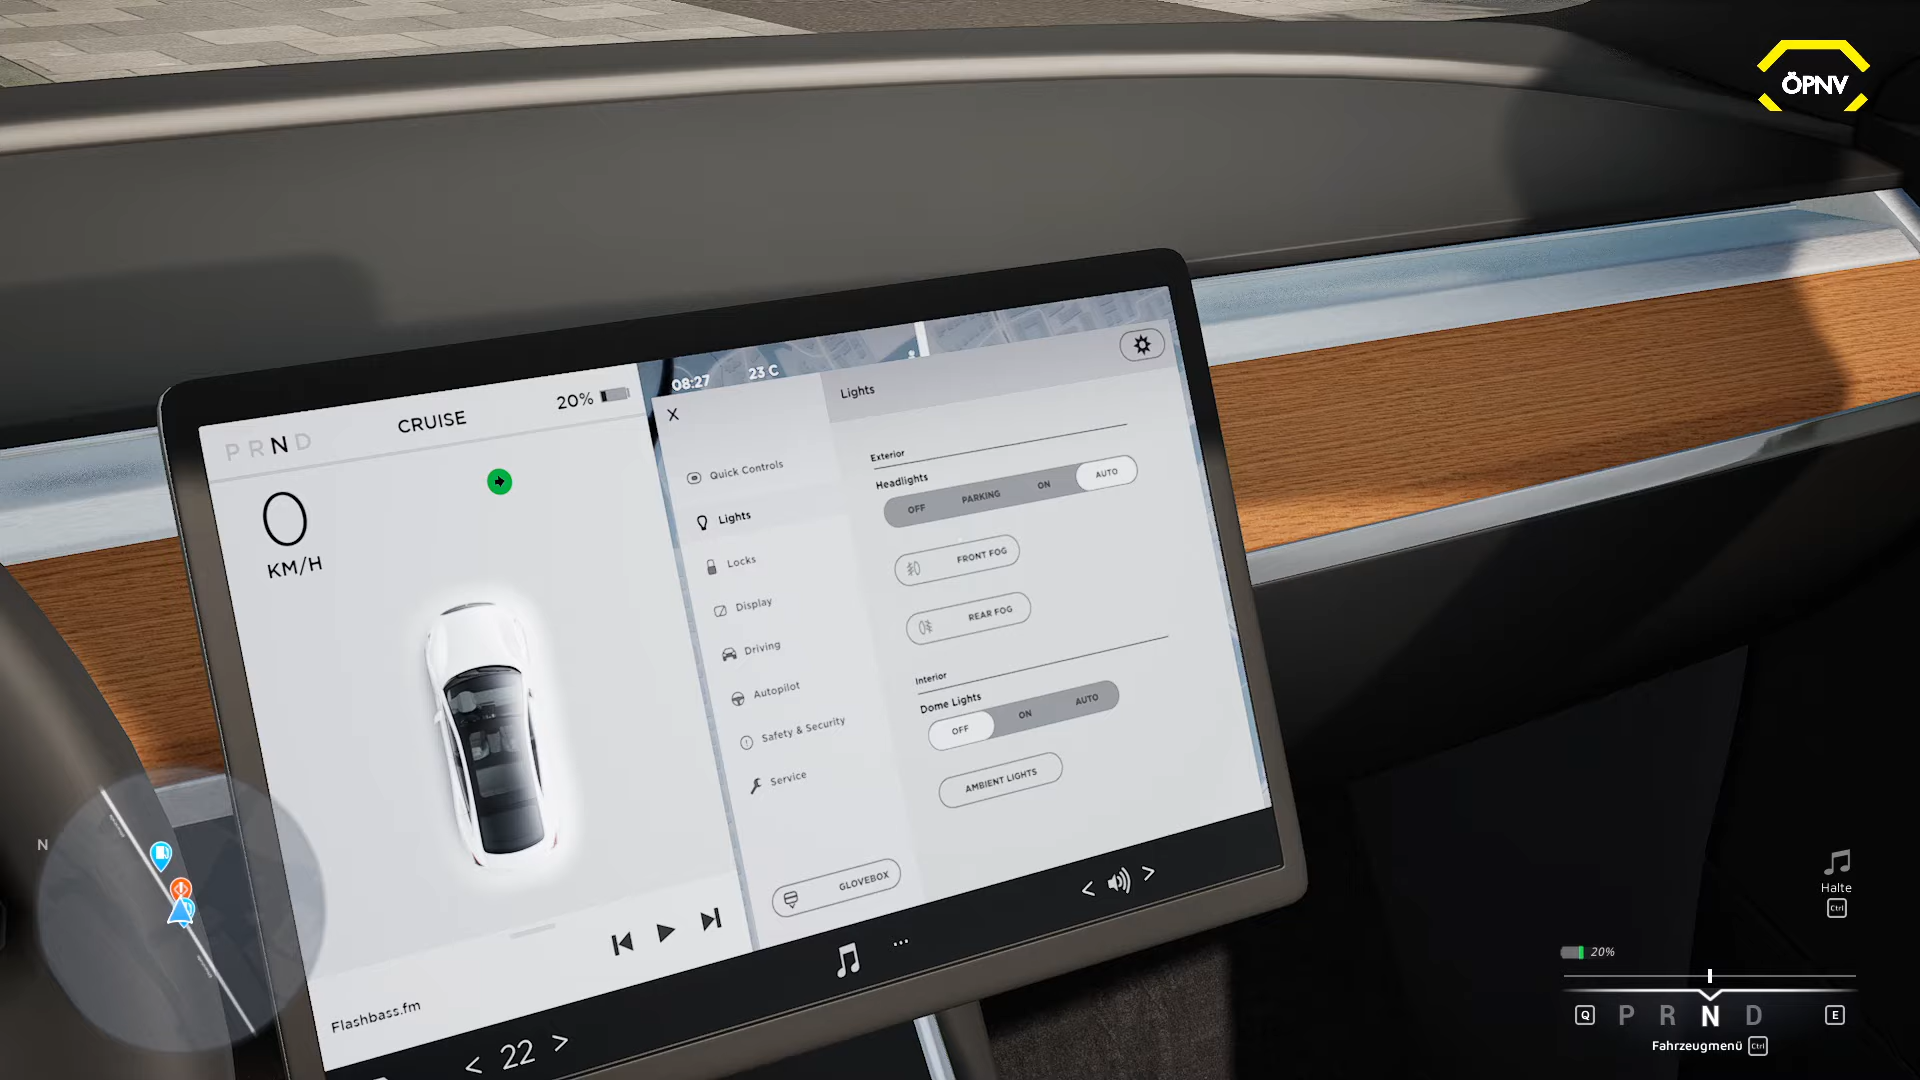 ÖPNV
PRND
CRUISE
20%
0
KM/H
Flashbass.fm
< 22 >
08:27
23 C
X
Quick Controls
Lights
Locks
Display
Driving
Autopilot
Safety & Security
Service
GLOVEBOX
Lights
Exterior
Headlights
OFF PARKING ON AUTO
FRONT FOG
REAR FOG
Interior
Dome Lights
OFF ON AUTO
AMBIENT LIGHTS
...
< >
N
Halte
Ctrl
20%
Q P R N D E
Fahrzeugmenü Ctrl